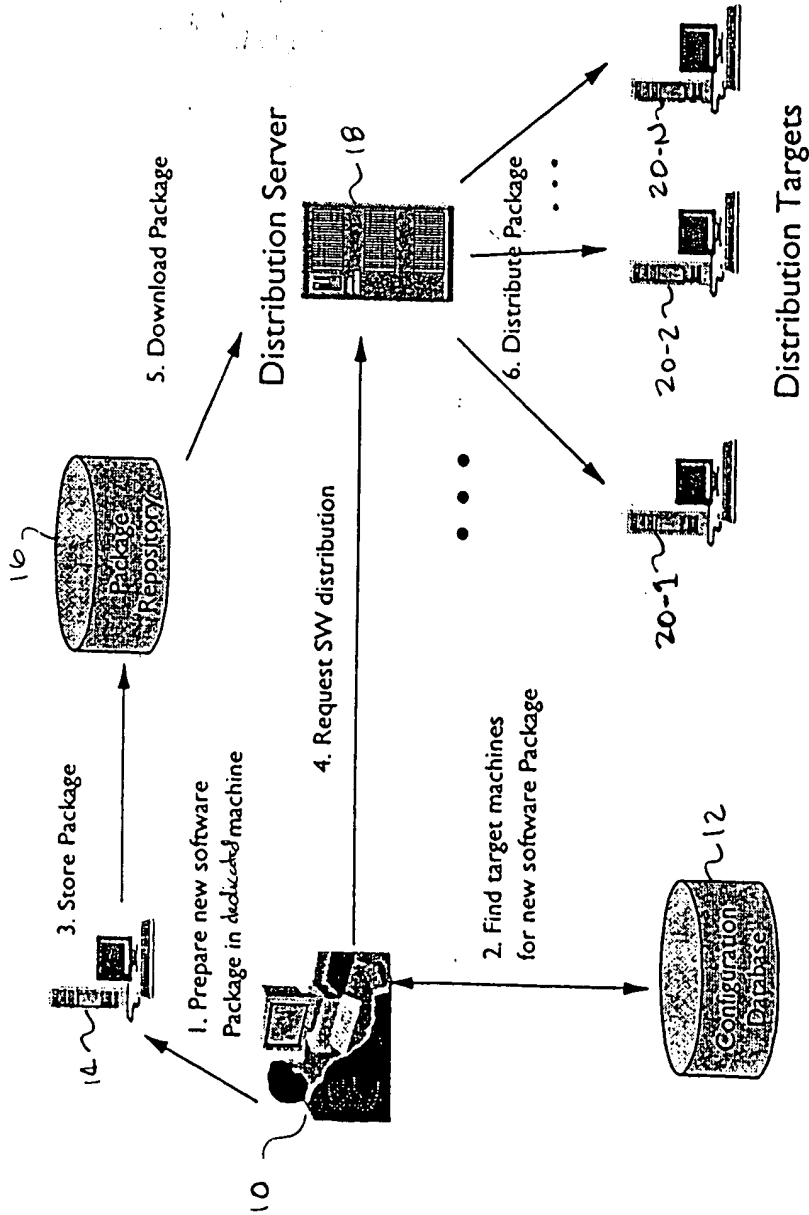 16
Package
Repository
5. Download Package
3. Store Package
14
Distribution Server
18
1. Prepare new software
Package in dedicated machine
4. Request SW distribution
10
6. Distribute Package
2. Find target machines
for new software Package
12
Configuration
Database
20-1
20-2
20-N
Distribution Targets